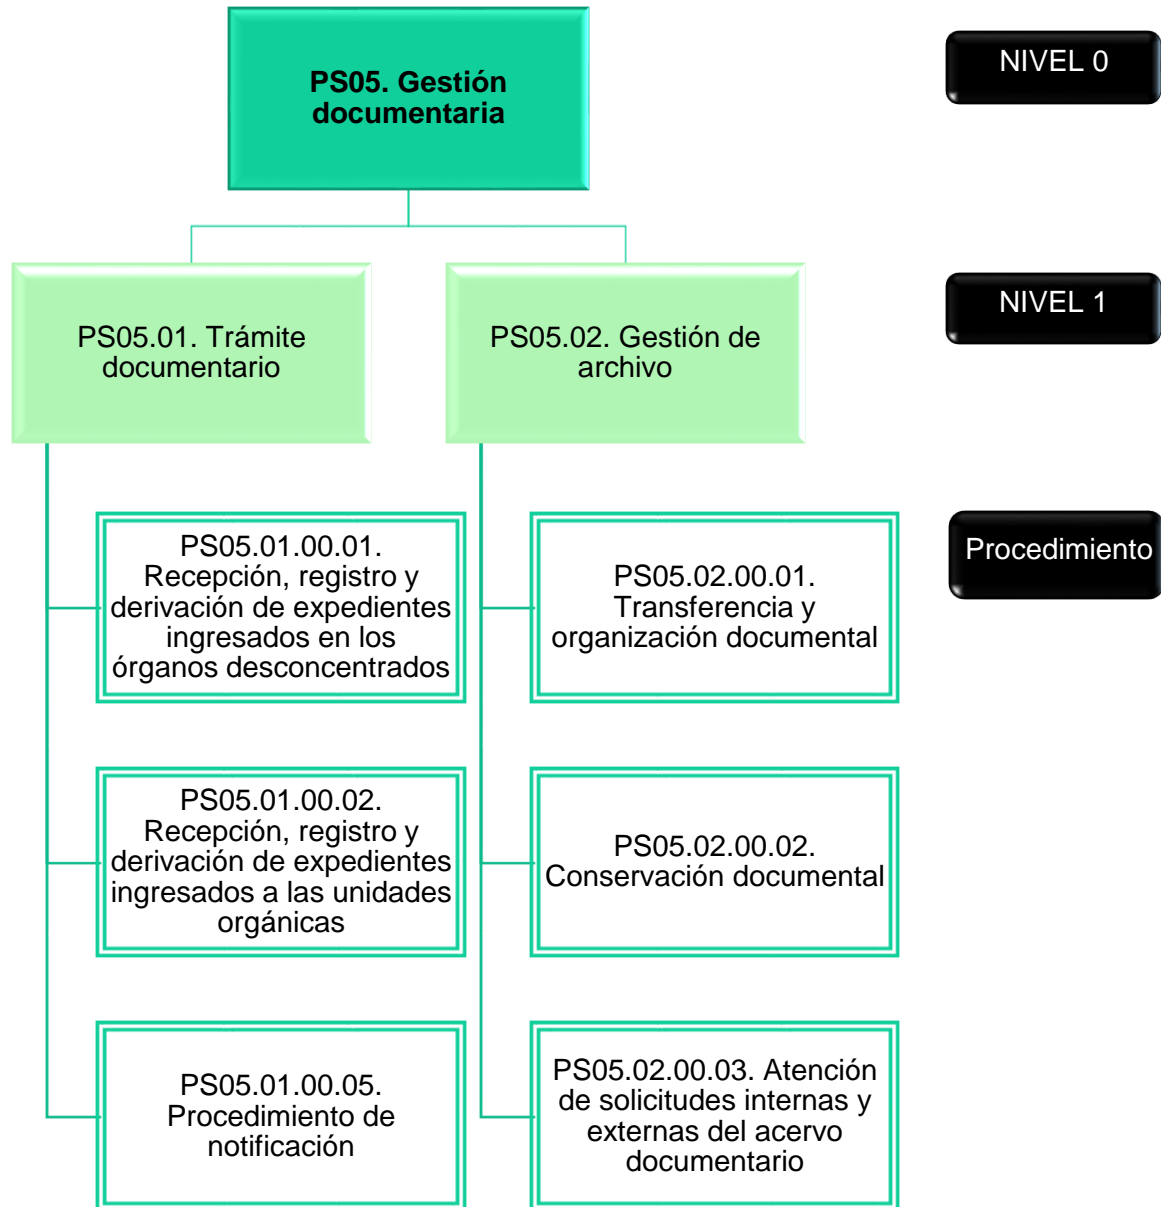 PS05. Gestión
documentaria
NIVEL 0
PS05.01. Trámite
documentario
PS05.02. Gestión de
archivo
NIVEL 1
PS05.01.00.01.
Recepción, registro y
derivación de expedientes
ingresados en los
órganos desconcentrados
PS05.02.00.01.
Transferencia y
organización documental
Procedimiento
PS05.01.00.02.
Recepción, registro y
derivación de expedientes
ingresados a las unidades
orgánicas
PS05.02.00.02.
Conservación documental
PS05.01.00.05.
Procedimiento de
notificación
PS05.02.00.03. Atención
de solicitudes internas y
externas del acervo
documentario